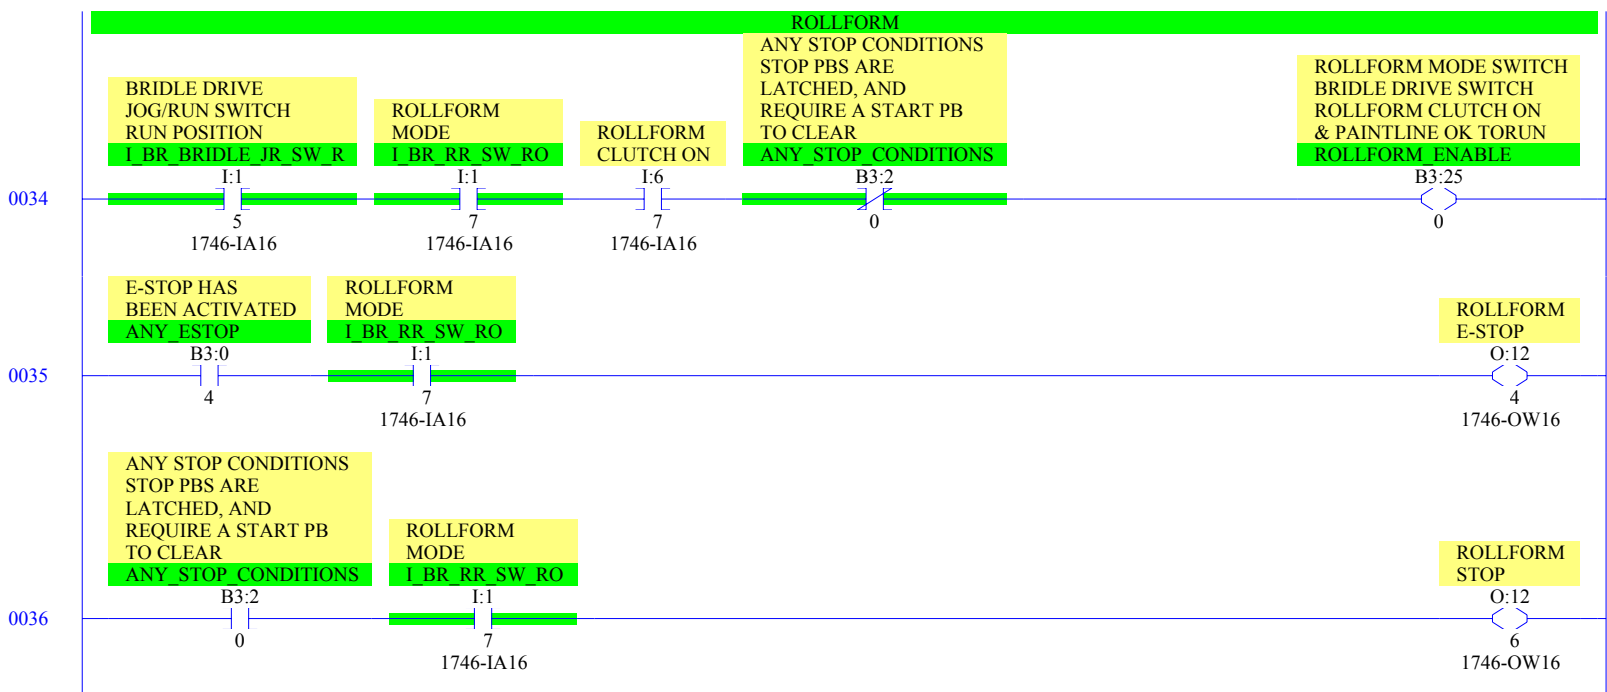 ROLLFORM
BRIDLE DRIVE
JOG/RUN SWITCH
RUN POSITION
I_BR_BRIDLE_JR_SW_R
I:1
5
1746-IA16
ROLLFORM
MODE
I_BR_RR_SW_RO
I:1
7
1746-IA16
ROLLFORM
CLUTCH ON
I:6
7
1746-IA16
ANY STOP CONDITIONS
STOP PBS ARE
LATCHED, AND
REQUIRE A START PB
TO CLEAR
ANY_STOP_CONDITIONS
B3:2
0
ROLLFORM MODE SWITCH
BRIDLE DRIVE SWITCH
ROLLFORM CLUTCH ON
& PAINTLINE OK TORUN
ROLLFORM_ENABLE
B3:25
0
0034
E-STOP HAS
BEEN ACTIVATED
ANY_ESTOP
B3:0
4
ROLLFORM
MODE
I_BR_RR_SW_RO
I:1
7
1746-IA16
ROLLFORM
E-STOP
O:12
4
1746-OW16
0035
ANY STOP CONDITIONS
STOP PBS ARE
LATCHED, AND
REQUIRE A START PB
TO CLEAR
ANY_STOP_CONDITIONS
B3:2
0
ROLLFORM
MODE
I_BR_RR_SW_RO
I:1
7
1746-IA16
ROLLFORM
STOP
O:12
6
1746-OW16
0036